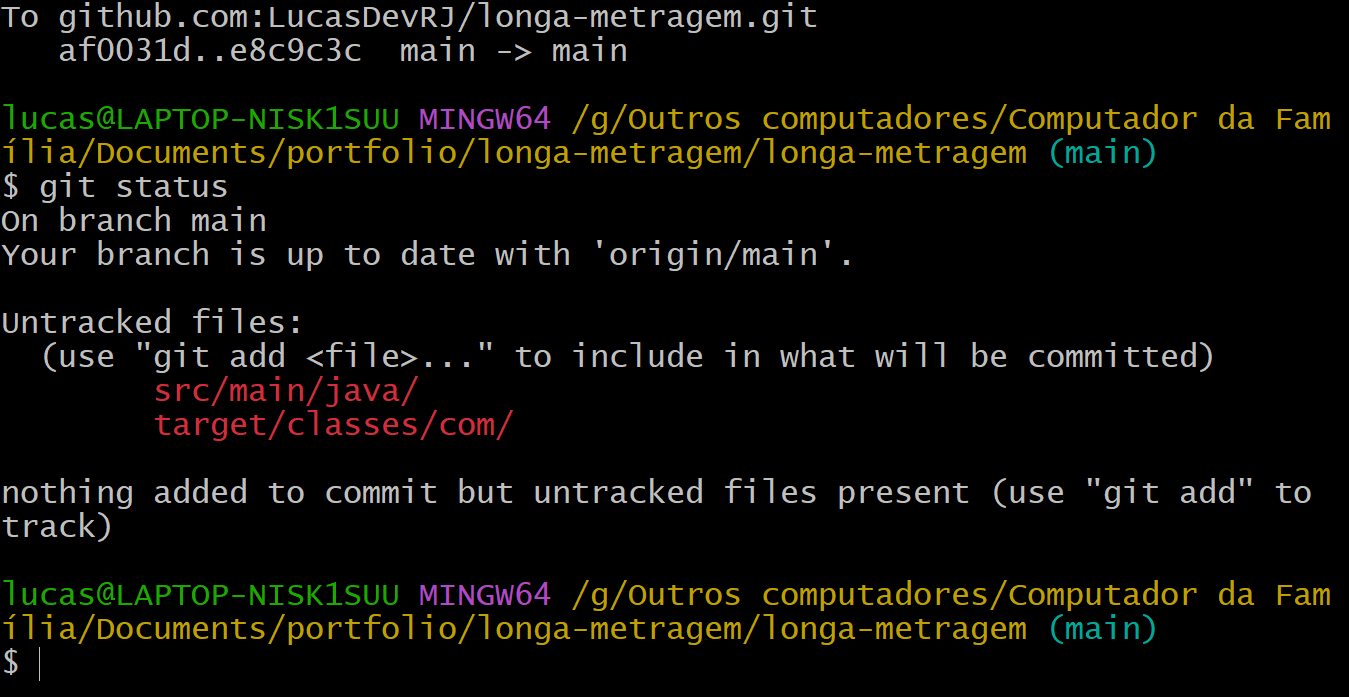 To github.com:LucasDevRJ/longa-metragem.git
   af0031d..e8c9c3c  main -> main
lucas@LAPTOP-NISK1SUU MINGW64 /g/Outros computadores/Computador da Fam
ília/Documents/portfolio/longa-metragem/longa-metragem (main)
$ git status
On branch main
Your branch is up to date with 'origin/main'.
Untracked files:
  (use "git add <file>..." to include in what will be committed)
        src/main/java/
        target/classes/com/
nothing added to commit but untracked files present (use "git add" to
track)
lucas@LAPTOP-NISK1SUU MINGW64 /g/Outros computadores/Computador da Fam
ília/Documents/portfolio/longa-metragem/longa-metragem (main)
$